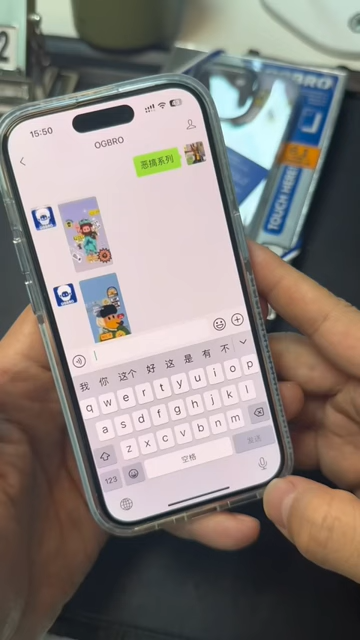 15:50
OGBRO
恶搞系列
我 你 这个 好 这 是 有 不
q w e r t y u i o p
a s d f g h j k l
z x c v b n m
123
空格
发送
OGBRO
TOUCH HERE
2